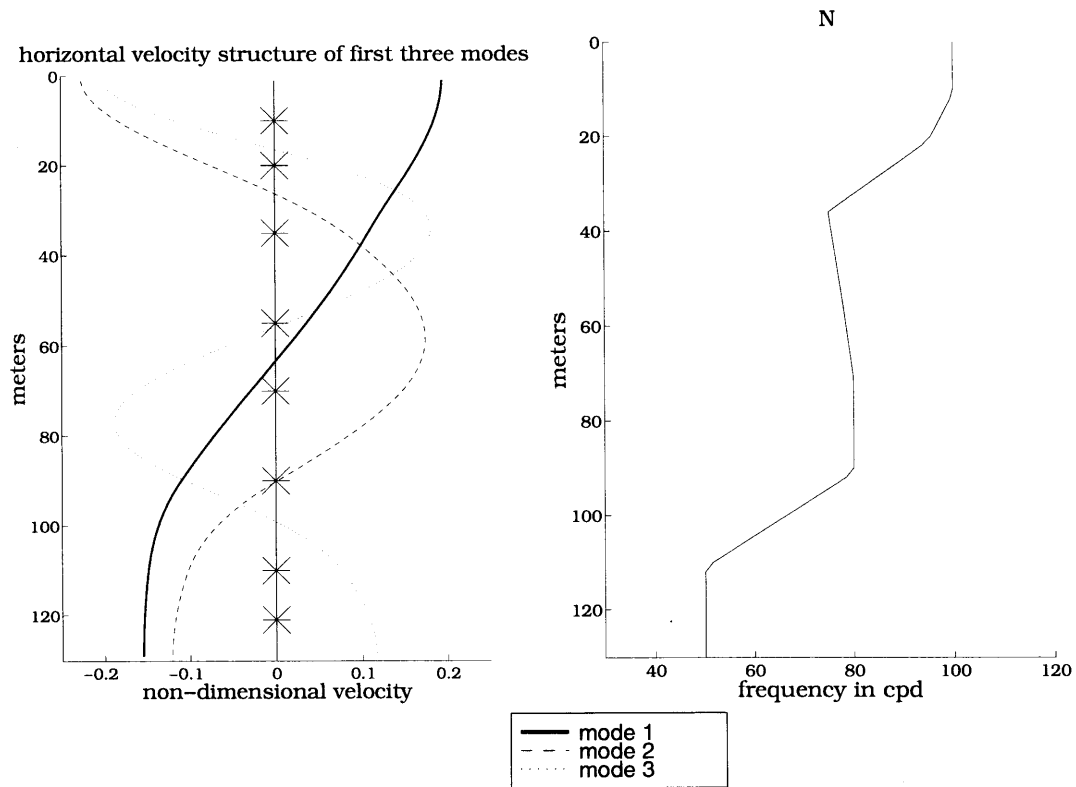 N
horizontal velocity structure of first three modes
0
20
40
60
80
100
120
meters
-0.2
-0.1
0
0.1
0.2
non-dimensional velocity
0
20
40
60
80
100
120
meters
40
60
80
100
120
frequency in cpd
mode 1
mode 2
mode 3